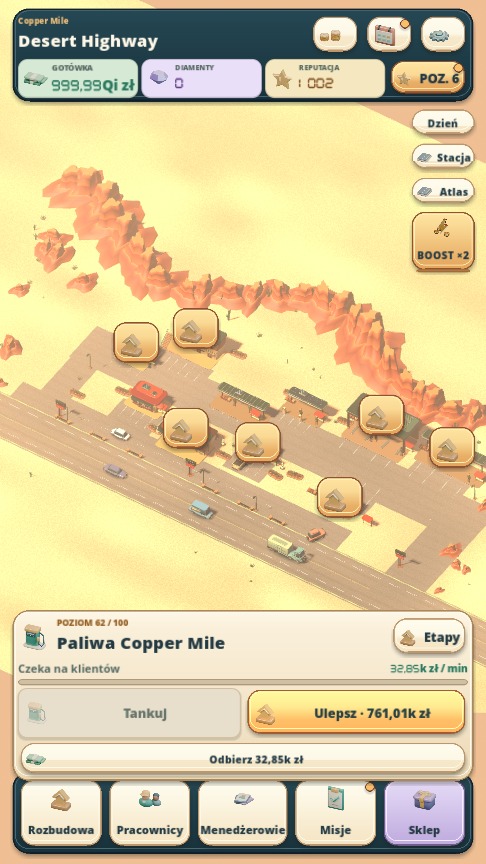 Copper Mile
Desert Highway
GOTÓWKA
999,99Qi zł
DIAMENTY
0
REPUTACJA
1 002
POZ. 6
Dzień
Stacja
Atlas
BOOST ×2
POZIOM 62 / 100
Paliwa Copper Mile
Etapy
Czeka na klientów
32,85k zł / min
Tankuj
Ulepsz · 761,01k zł
Odbierz 32,85k zł
Rozbudowa
Pracownicy
Menedżerowie
Misje
Sklep